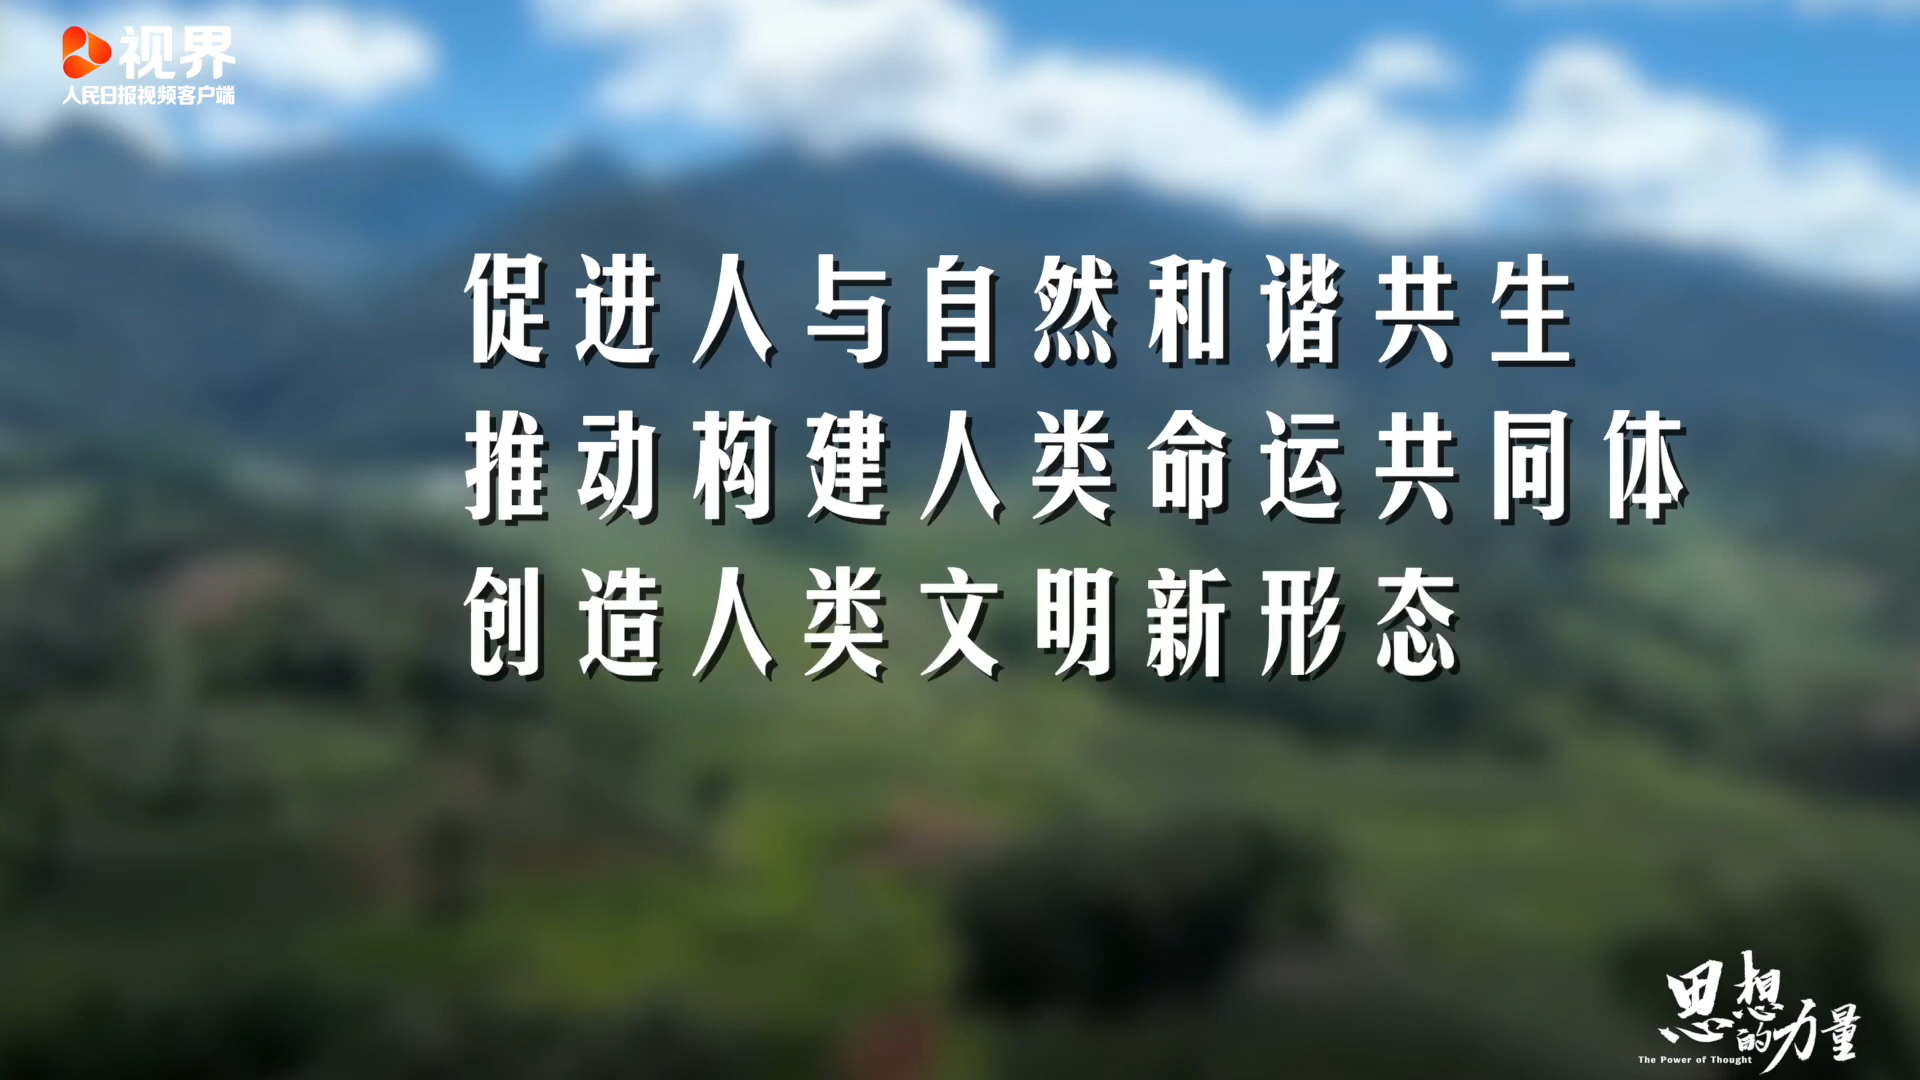 视界
人民日报视频客户端
促进人与自然和谐共生
推动构建人类命运共同体
创造人类文明新形态
思想的力量
The Power of Thought